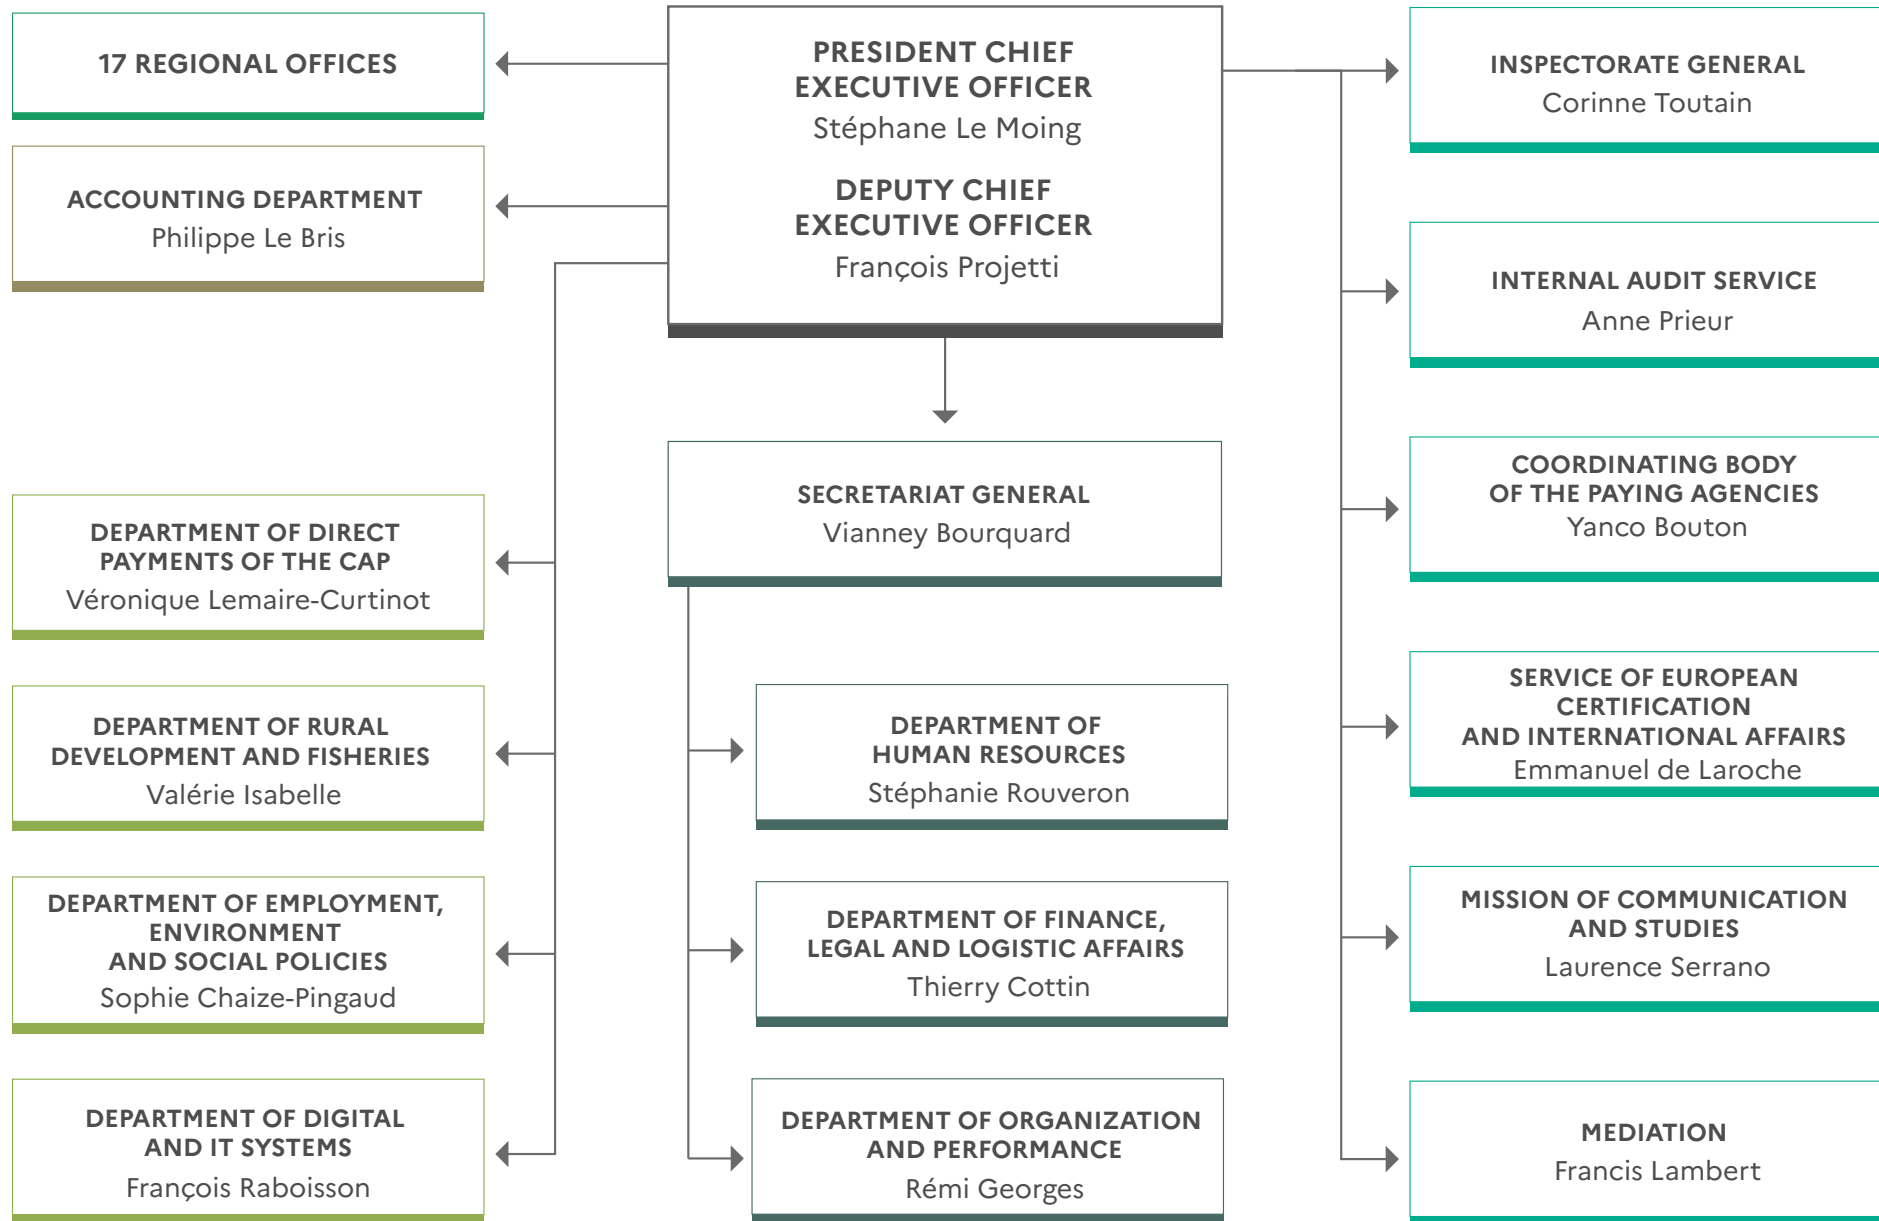 17 REGIONAL OFFICES
ACCOUNTING DEPARTMENT
Philippe Le Bris
PRESIDENT CHIEF
EXECUTIVE OFFICER
Stéphane Le Moing
DEPUTY CHIEF
EXECUTIVE OFFICER
François Projetti
INSPECTORATE GENERAL
Corinne Toutain
INTERNAL AUDIT SERVICE
Anne Prieur
SECRETARIAT GENERAL
Vianney Bourquard
COORDINATING BODY
OF THE PAYING AGENCIES
Yanco Bouton
DEPARTMENT OF DIRECT
PAYMENTS OF THE CAP
Véronique Lemaire-Curtinot
DEPARTMENT OF RURAL
DEVELOPMENT AND FISHERIES
Valérie Isabelle
DEPARTMENT OF HUMAN RESOURCES
Stéphanie Rouveron
SERVICE OF EUROPEAN
CERTIFICATION
AND INTERNATIONAL AFFAIRS
Emmanuel de Laroche
DEPARTMENT OF EMPLOYMENT,
ENVIRONMENT
AND SOCIAL POLICIES
Sophie Chaize-Pingaud
DEPARTMENT OF FINANCE,
LEGAL AND LOGISTIC AFFAIRS
Thierry Cottin
MISSION OF COMMUNICATION
AND STUDIES
Laurence Serrano
DEPARTMENT OF DIGITAL
AND IT SYSTEMS
François Raboisson
DEPARTMENT OF ORGANIZATION
AND PERFORMANCE
Rémi Georges
MEDIATION
Francis Lambert